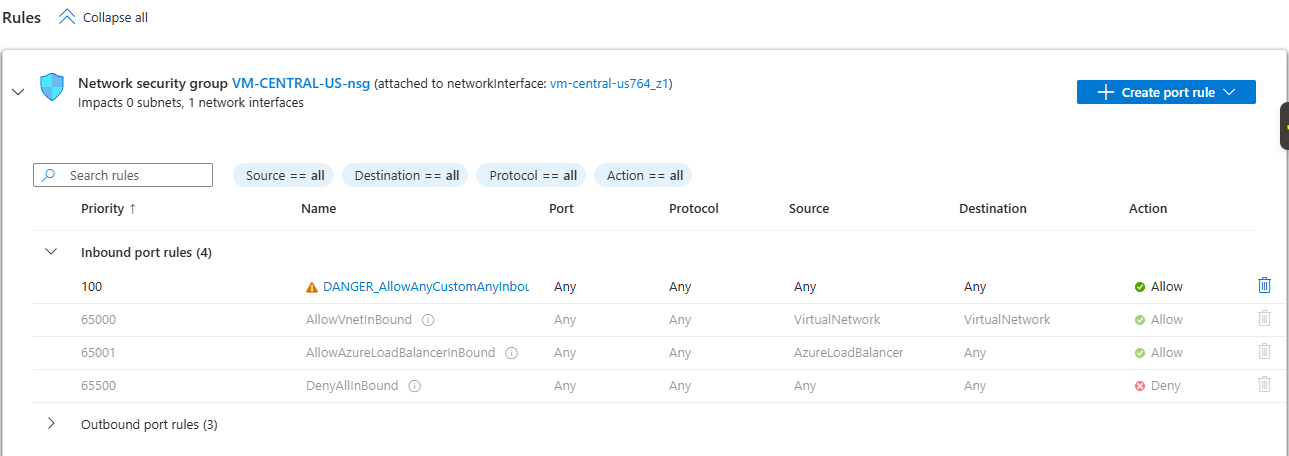 Rules Collapse all
Network security group VM-CENTRAL-US-nsg (attached to networkInterface: vm-central-us764_z1)
Impacts 0 subnets, 1 network interfaces
Create port rule
Search rules Source == all Destination == all Protocol == all Action == all
Priority ↑ Name Port Protocol Source Destination Action
Inbound port rules (4)
100 DANGER_AllowAnyCustomAnyInbou Any Any Any Any Allow
65000 AllowVnetInBound Any Any VirtualNetwork VirtualNetwork Allow
65001 AllowAzureLoadBalancerInBound Any Any AzureLoadBalancer Any Allow
65500 DenyAllInBound Any Any Any Any Deny
Outbound port rules (3)